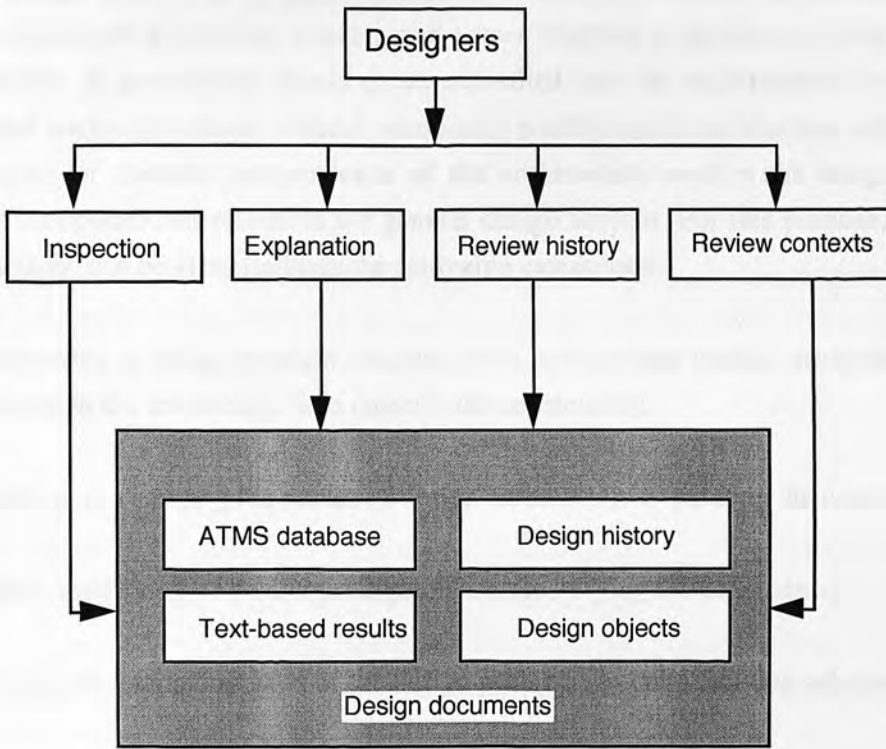 Designers
Inspection
Explanation
Review history
Review contexts
ATMS database
Design history
Text-based results
Design objects
Design documents